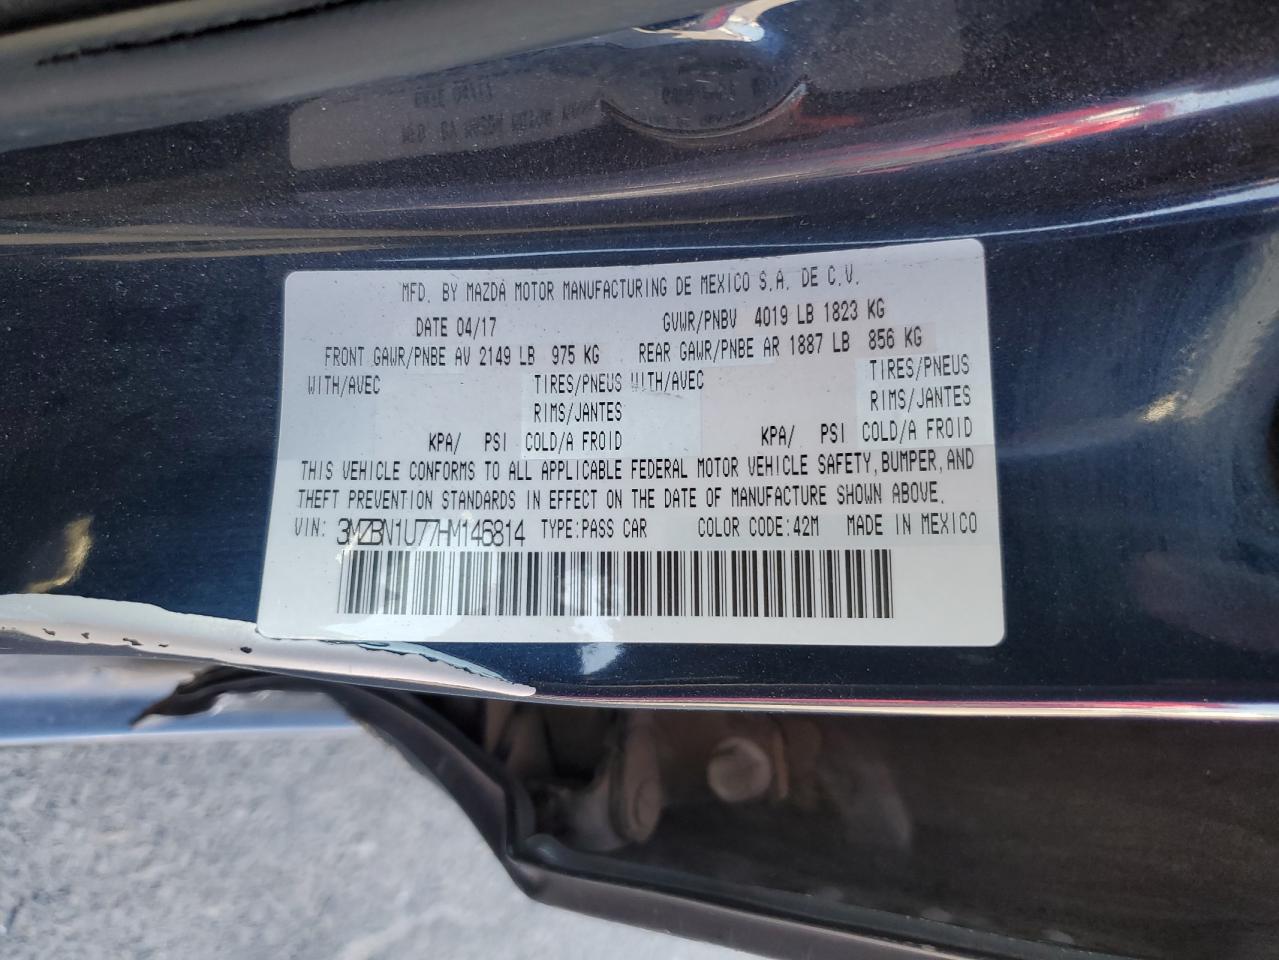 MFD. BY MAZDA MOTOR MANUFACTURING DE MEXICO S.A. DE C.V.
DATE 04/17 GVWR/PNBV 4019 LB 1823 KG
FRONT GAWR/PNBE AV 2149 LB 975 KG REAR GAWR/PNBE AR 1887 LB 856 KG
WITH/AVEC TIRES/PNEUS WITH/AVEC TIRES/PNEUS
RIMS/JANTES RIMS/JANTES
KPA/ PSI COLD/A FROID KPA/ PSI COLD/A FROID
THIS VEHICLE CONFORMS TO ALL APPLICABLE FEDERAL MOTOR VEHICLE SAFETY, BUMPER, AND
THEFT PREVENTION STANDARDS IN EFFECT ON THE DATE OF MANUFACTURE SHOWN ABOVE.
VIN: 3MZBN1U77HM146814 TYPE:PASS CAR COLOR CODE:42M MADE IN MEXICO